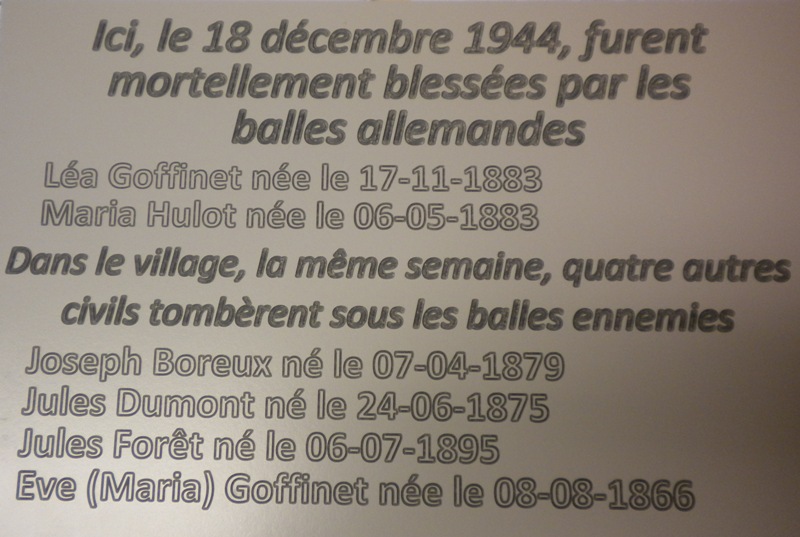 Ici, le 18 décembre 1944, furent
mortellement blessées par les
balles allemandes
Léa Goffinet née le 17-11-1883
Maria Hulot née le 06-05-1883
Dans le village, la même semaine, quatre autres
civils tombèrent sous les balles ennemies
Joseph Boreux né le 07-04-1879
Jules Dumont né le 24-06-1875
Jules Forêt né le 06-07-1895
Eve (Maria) Goffinet née le 08-08-1866